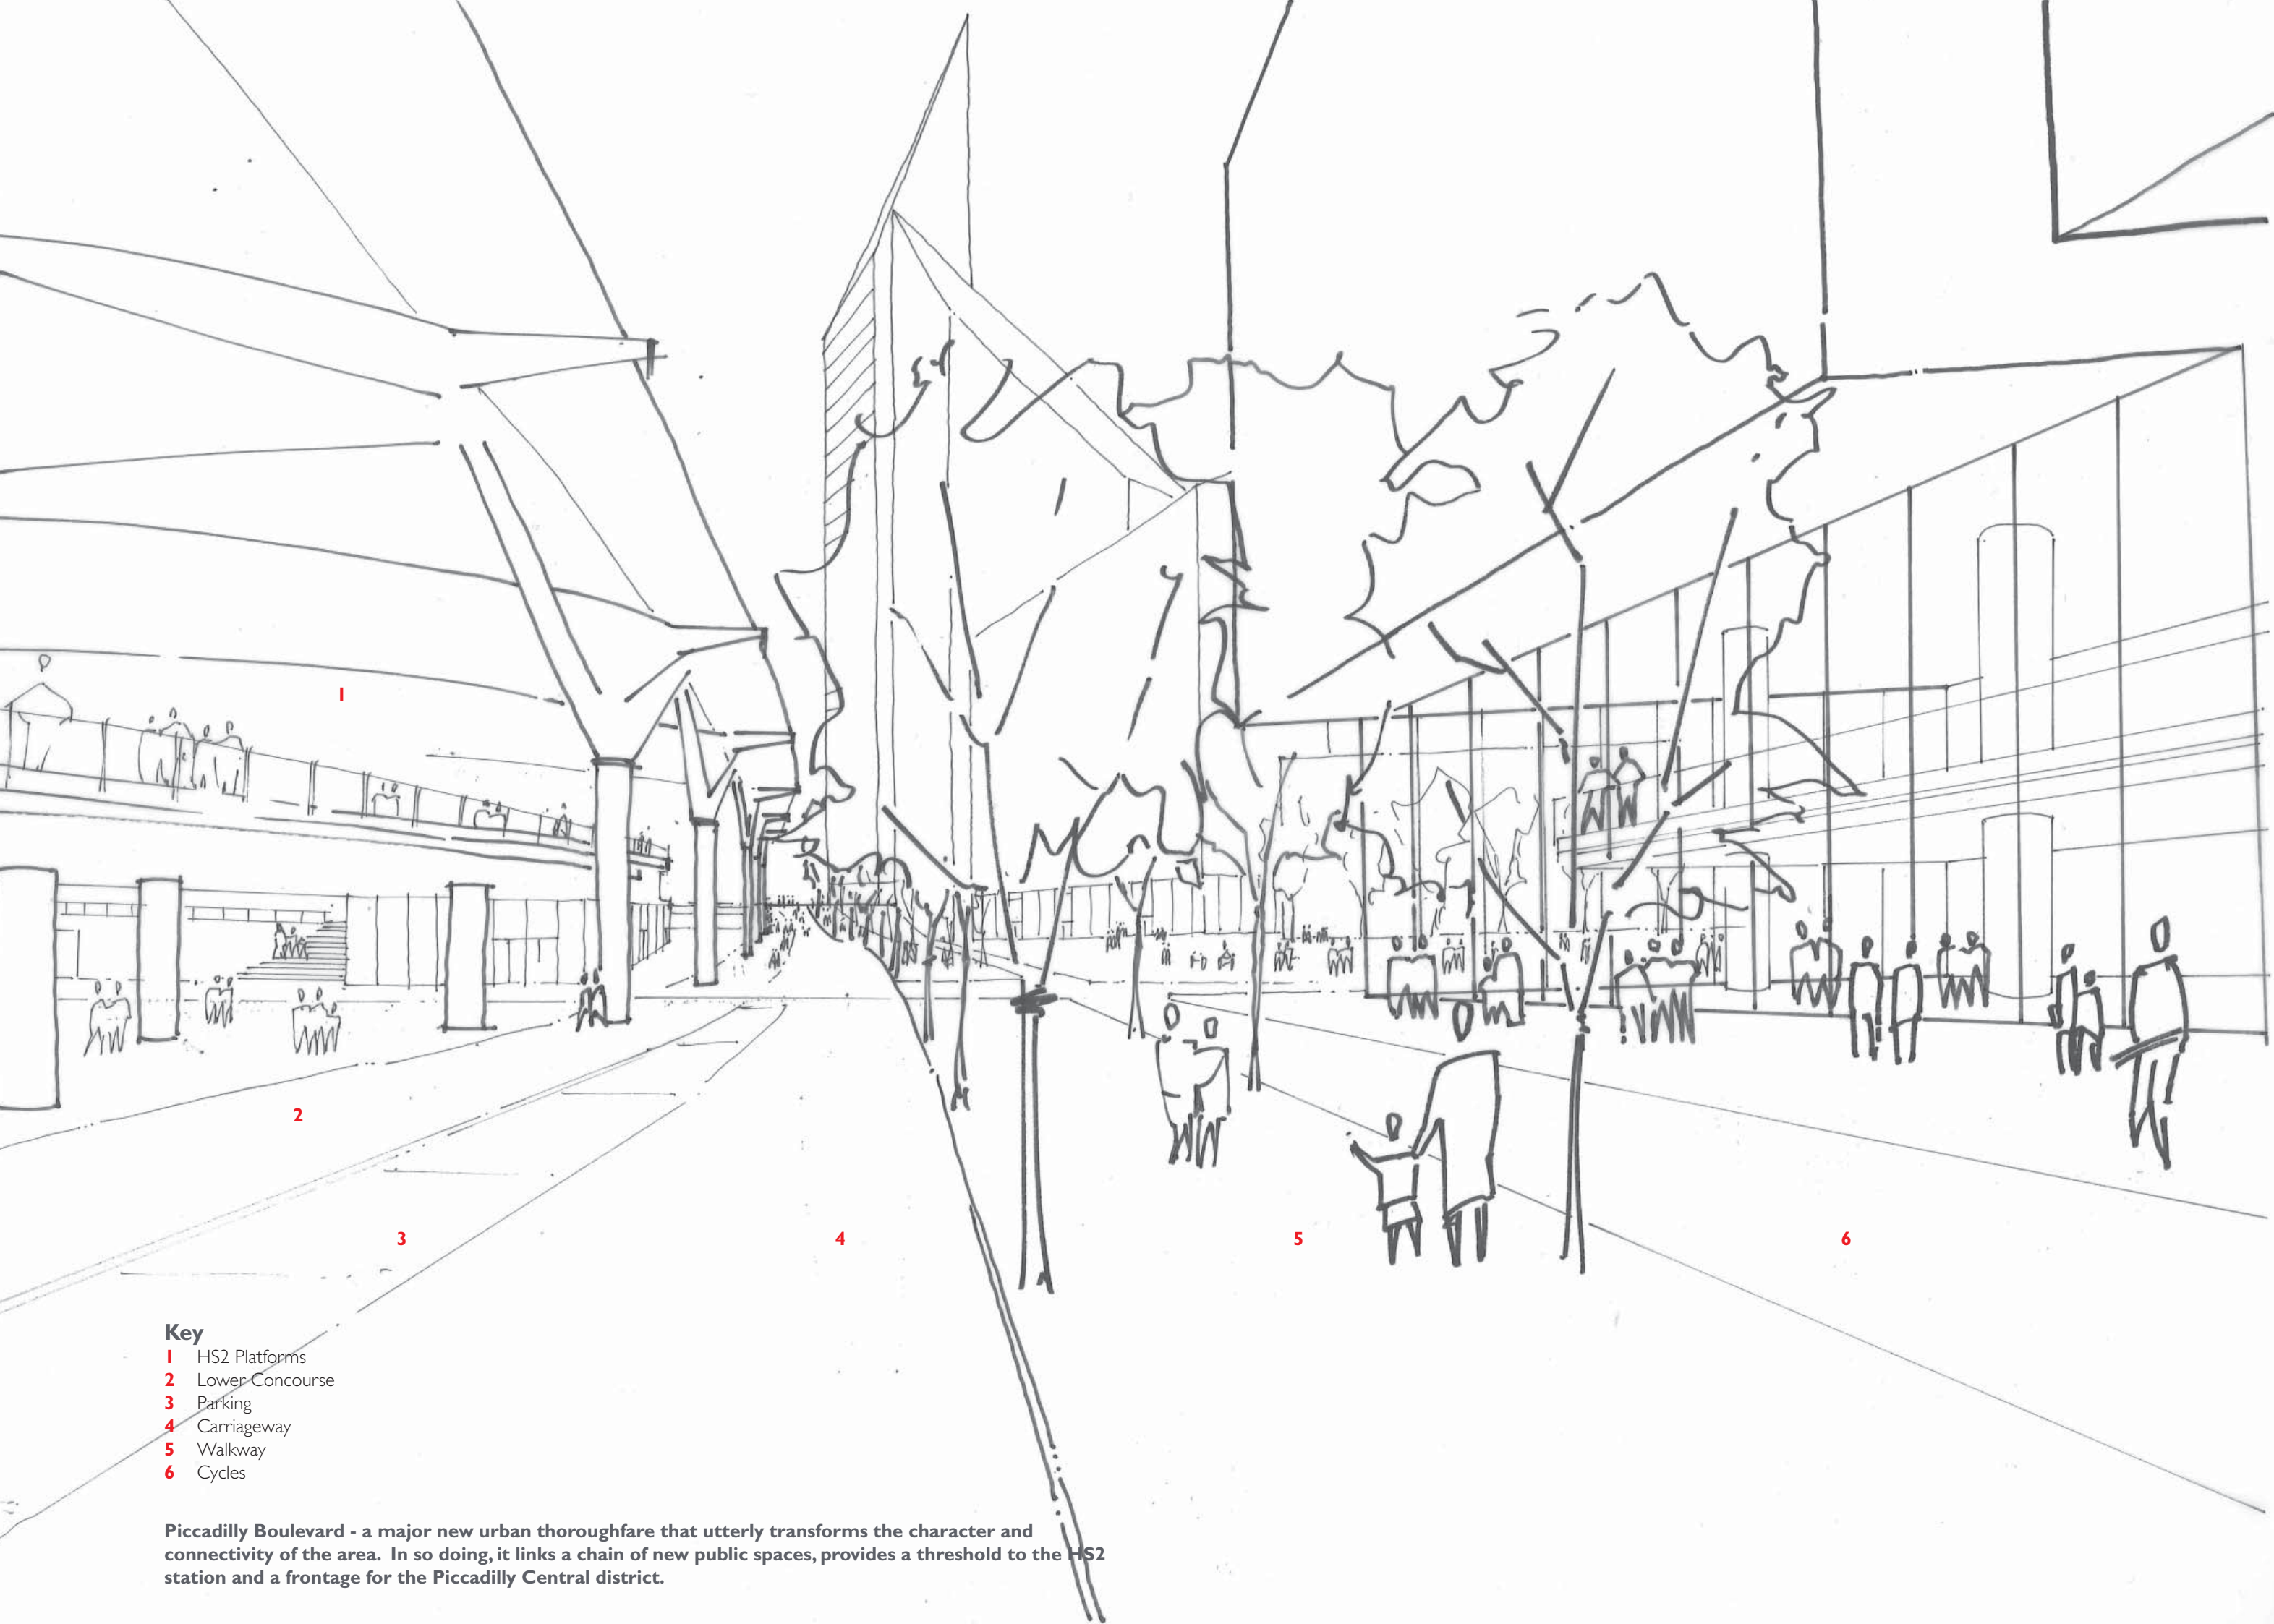 1
2
3
4
5
6
Key
1 HS2 Platforms
2 Lower Concourse
3 Parking
4 Carriageway
5 Walkway
6 Cycles
Piccadilly Boulevard - a major new urban thoroughfare that utterly transforms the character and
connectivity of the area. In so doing, it links a chain of new public spaces, provides a threshold to the HS2
station and a frontage for the Piccadilly Central district.